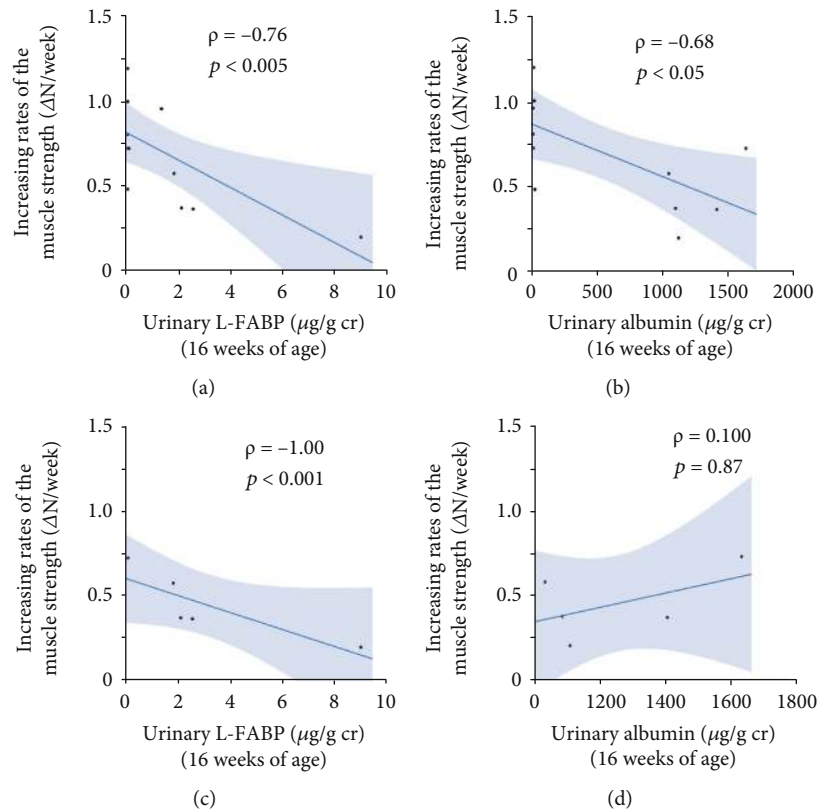 1.5
1.0
0.5
0
Increasing rates of the
muscle strength (ΔN/week)
ρ = –0.76
p < 0.005
0 2 4 6 8 10
Urinary L-FABP (μg/g cr)
(16 weeks of age)
(a)
1.5
1.0
0.5
0
Increasing rates of the
muscle strength (ΔN/week)
ρ = –0.68
p < 0.05
0 500 1000 1500 2000
Urinary albumin (μg/g cr)
(16 weeks of age)
(b)
1.5
1.0
0.5
0
Increasing rates of the
muscle strength (ΔN/week)
ρ = –1.00
p < 0.001
0 2 4 6 8 10
Urinary L-FABP (μg/g cr)
(16 weeks of age)
(c)
1.5
1.0
0.5
0
Increasing rates of the
muscle strength (ΔN/week)
ρ = 0.100
p = 0.87
0 1200 1400 1600 1800
Urinary albumin (μg/g cr)
(16 weeks of age)
(d)